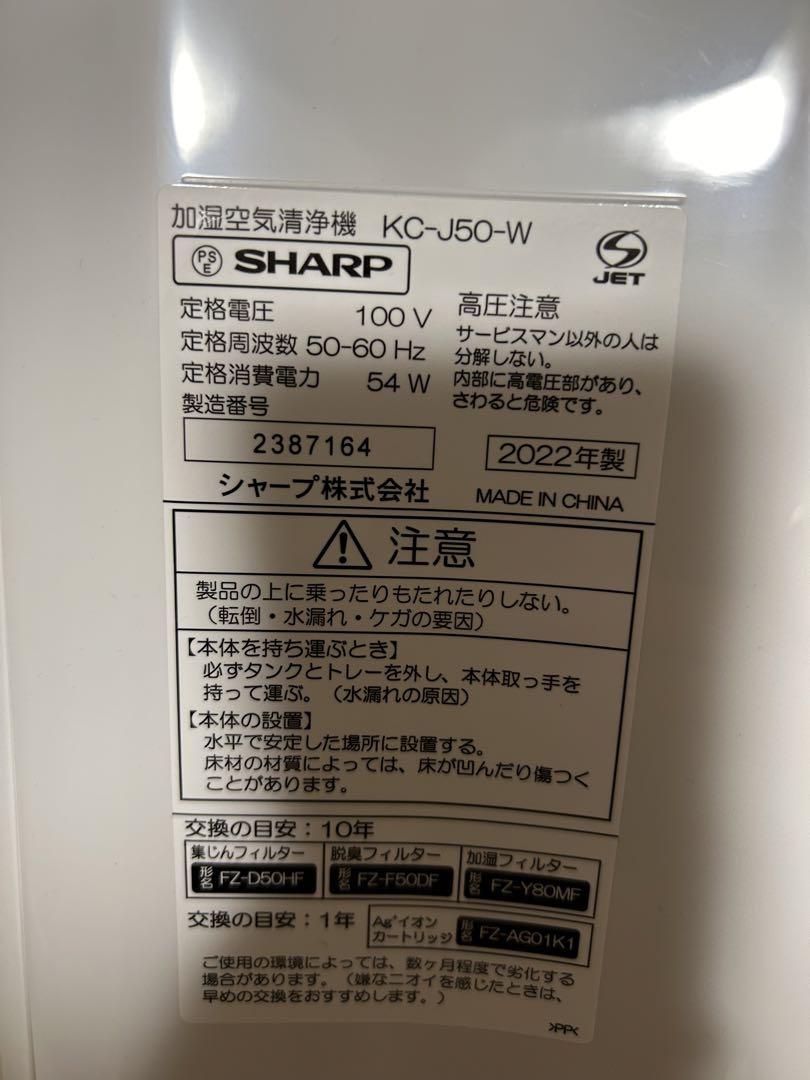 加湿空気清浄機 KC-J50-W
PSE SHARP
JET
定格電圧 100 V
定格周波数 50-60 Hz
定格消費電力 54 W
製造番号
2387164
高圧注意
サービスマン以外の人は
分解しない。
内部に高電圧部があり、
さわると危険です。
2022年製
シャープ株式会社
MADE IN CHINA
注意
製品の上に乗ったりもたれたりしない。
（転倒・水漏れ・ケガの要因）
【本体を持ち運ぶとき】
必ずタンクとトレーを外し、本体取っ手を
持って運ぶ。（水漏れの原因）
【本体の設置】
水平で安定した場所に設置する。
床材の材質によっては、床が凹んだり傷つく
ことがあります。
交換の目安：10年
集じんフィルター
形名 FZ-D50HF
脱臭フィルター
形名 FZ-F50DF
加湿フィルター
形名 FZ-Y80MF
交換の目安：1年
Ag⁺イオン
カートリッジ
形名 FZ-AG01K1
ご使用の環境によっては、数ヶ月程度で劣化する
場合があります。（嫌なニオイを感じたときは、
早めの交換をおすすめします。）
>PP<